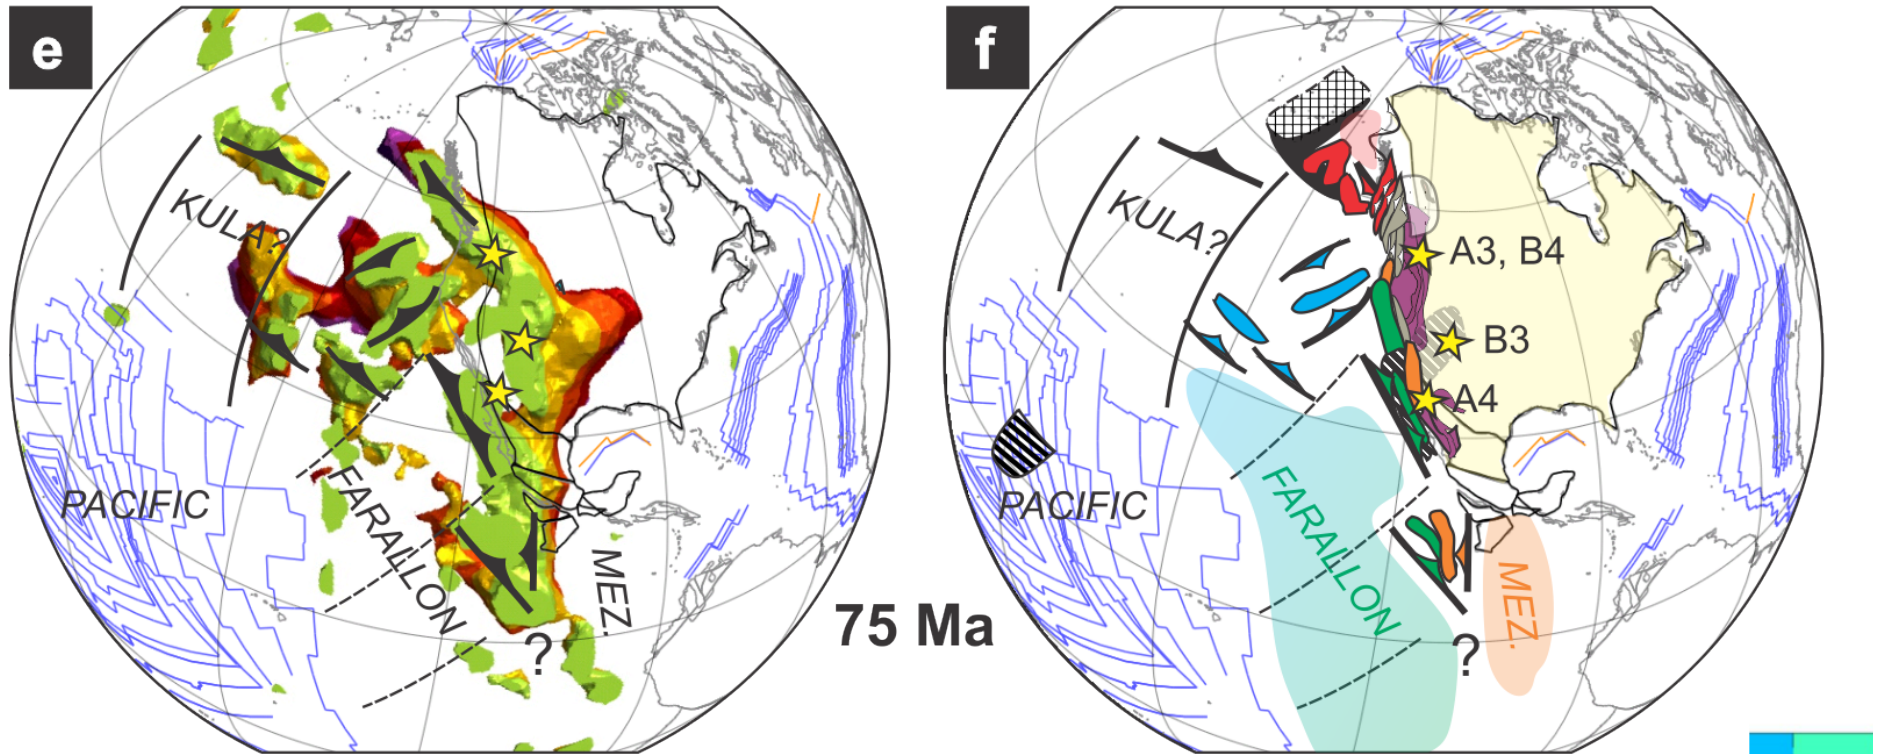 e
KULA?
PACIFIC
FARALLON
MEZ.
?
75 Ma
f
KULA?
A3, B4
B3
A4
PACIFIC
FARALLON
MEZ.
?